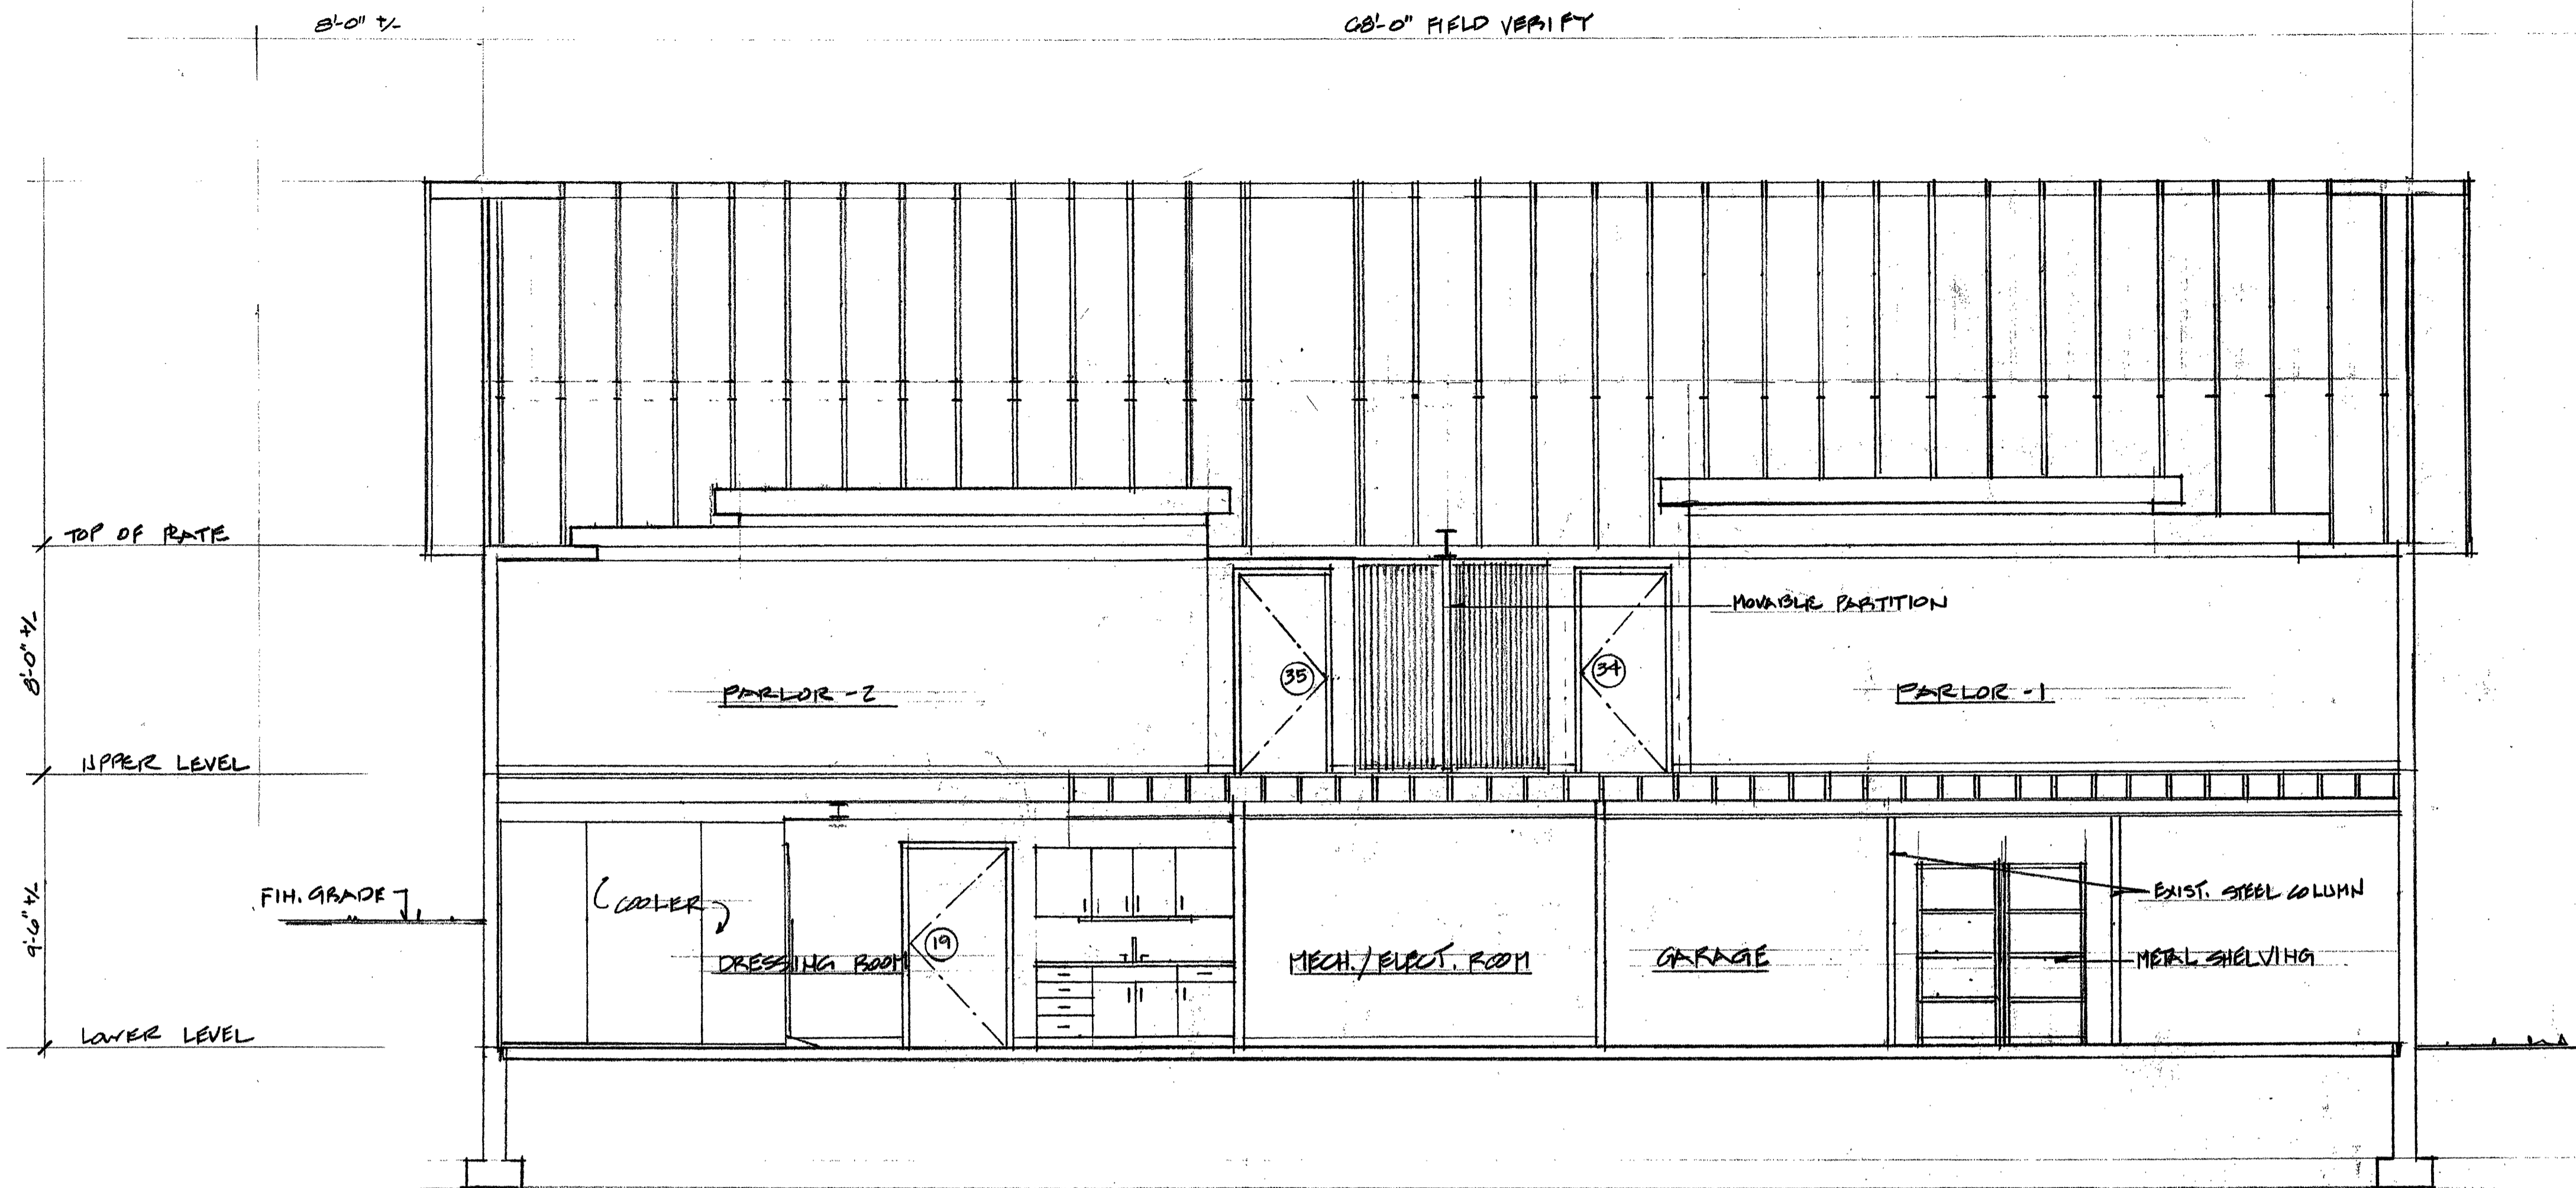 8'-0" +/-
68'-0" FIELD VERIFY
TOP OF PLATE
8'-0" +/-
MOVABLE PARTITION
35
34
PARLOR -2
PARLOR -1
UPPER LEVEL
FIN. GRADE
9'-6" +/-
COOLER
EXIST. STEEL COLUMN
19
DRESSING ROOM
MECH./ELECT. ROOM
GARAGE
METAL SHELVING
LOWER LEVEL